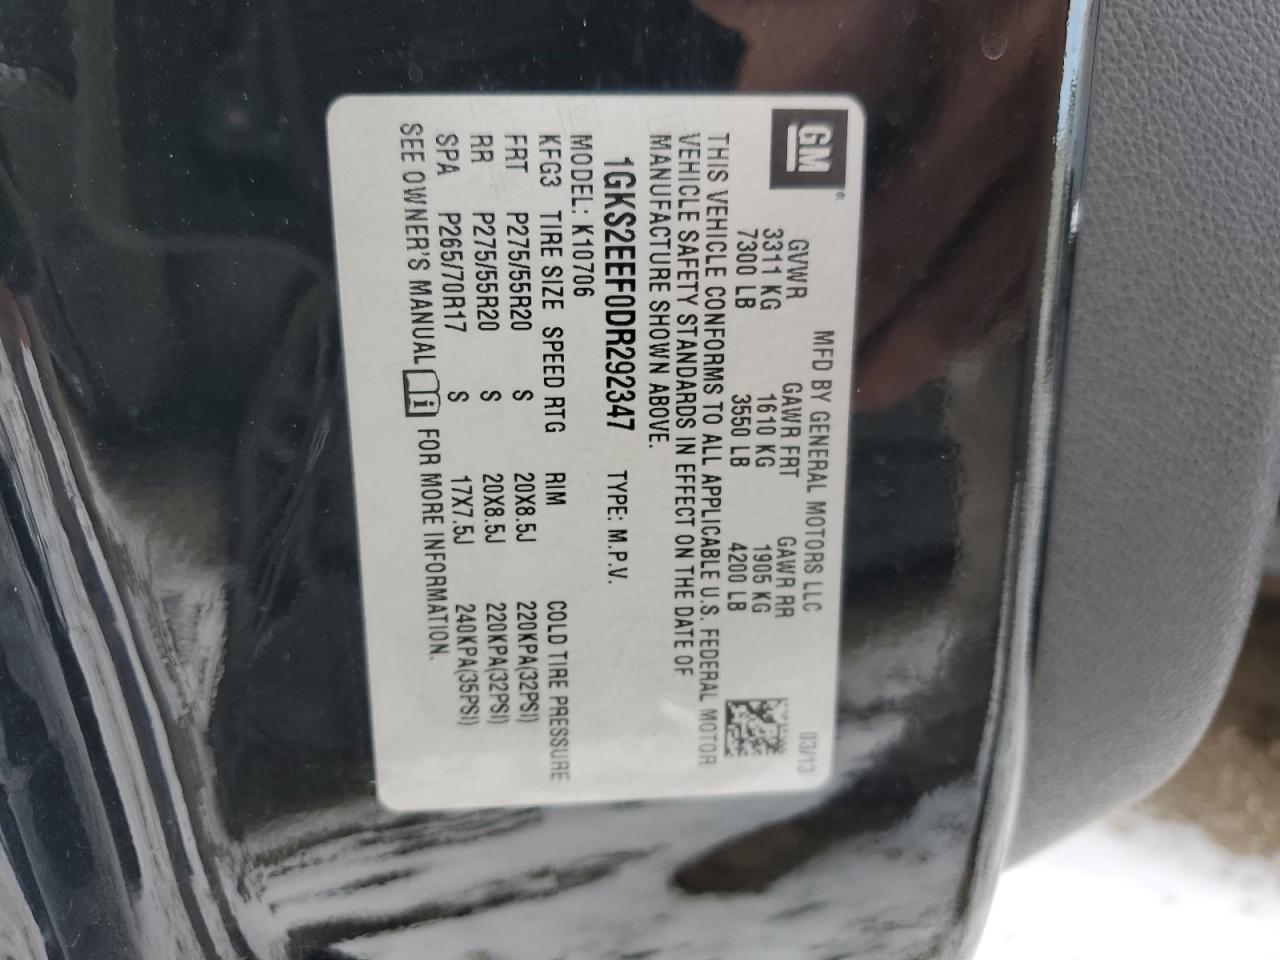 GM®
MFD BY GENERAL MOTORS LLC 03/13
GVWR GAWR FRT GAWR RR
3311 KG 1610 KG 1905 KG
7300 LB 3550 LB 4200 LB
THIS VEHICLE CONFORMS TO ALL APPLICABLE U.S. FEDERAL MOTOR
VEHICLE SAFETY STANDARDS IN EFFECT ON THE DATE OF
MANUFACTURE SHOWN ABOVE.
1GKS2EEF0DR292347 TYPE: M.P.V.
MODEL: K10706
KFG3 TIRE SIZE SPEED RTG RIM COLD TIRE PRESSURE
FRT P275/55R20 S 20X8.5J 220KPA(32PSI)
RR P275/55R20 S 20X8.5J 220KPA(32PSI)
SPA P265/70R17 S 17X7.5J 240KPA(35PSI)
SEE OWNER'S MANUAL i FOR MORE INFORMATION.